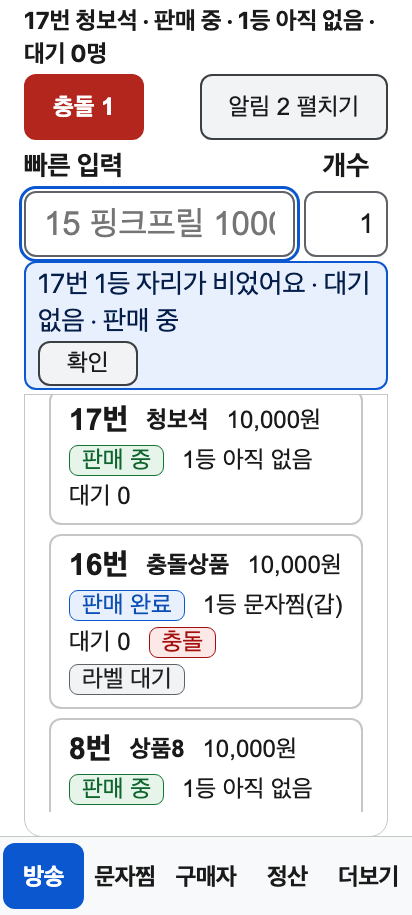 17번 청보석 · 판매 중 · 1등 아직 없음 ·
대기 0명
충돌 1 알림 2 펼치기
빠른 입력 개수
15 핑크프릴 1000 1
17번 1등 자리가 비었어요 · 대기
없음 · 판매 중
확인
17번 청보석 10,000원
판매 중 1등 아직 없음
대기 0
16번 충돌상품 10,000원
판매 완료 1등 문자찜(갑)
대기 0 충돌
라벨 대기
8번 상품8 10,000원
판매 중 1등 아직 없음
방송 문자찜 구매자 정산 더보기